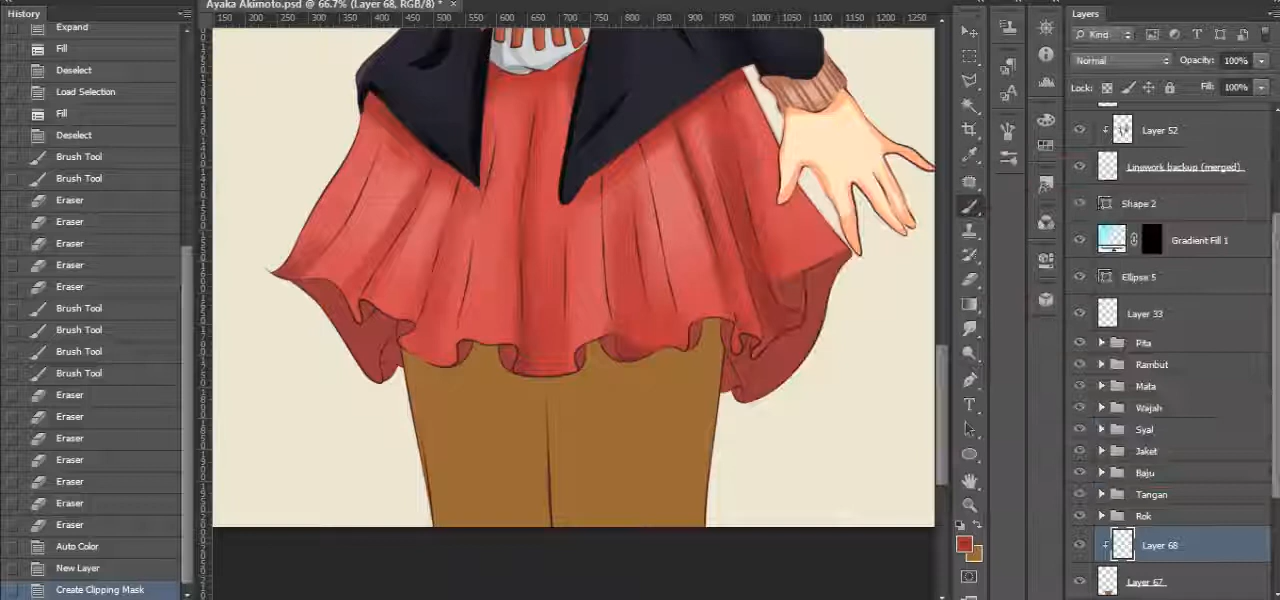 Ayaka Akimoto.psd @ 66.7% (Layer 68, RGB/8) * ×
History
150 200 250 300 350 400 450 500 550 600 650 700 750 800 850 900 950 1000 1050 1100 1150 1200 1250
Expand
Fill
Deselect
Load Selection
Fill
Deselect
Brush Tool
Brush Tool
Eraser
Eraser
Eraser
Eraser
Eraser
Brush Tool
Brush Tool
Brush Tool
Brush Tool
Eraser
Eraser
Eraser
Eraser
Eraser
Eraser
Eraser
Auto Color
New Layer
Create Clipping Mask
Layers
Kind
Normal Opacity: 100%
Lock: Fill: 100%
Layer 52
Linework backup (merged)
Shape 2
Gradient Fill 1
Ellipse 5
Layer 33
Pita
Rambut
Mata
Wajah
Syal
Jaket
Baju
Tangan
Rok
Layer 68
Layer 67